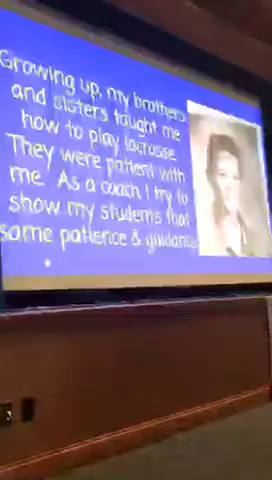 Growing up, my brothers
and sisters taught me
how to play lacrosse
They were patient with
me. As a coach I try to
show my students that
same patience & guidance